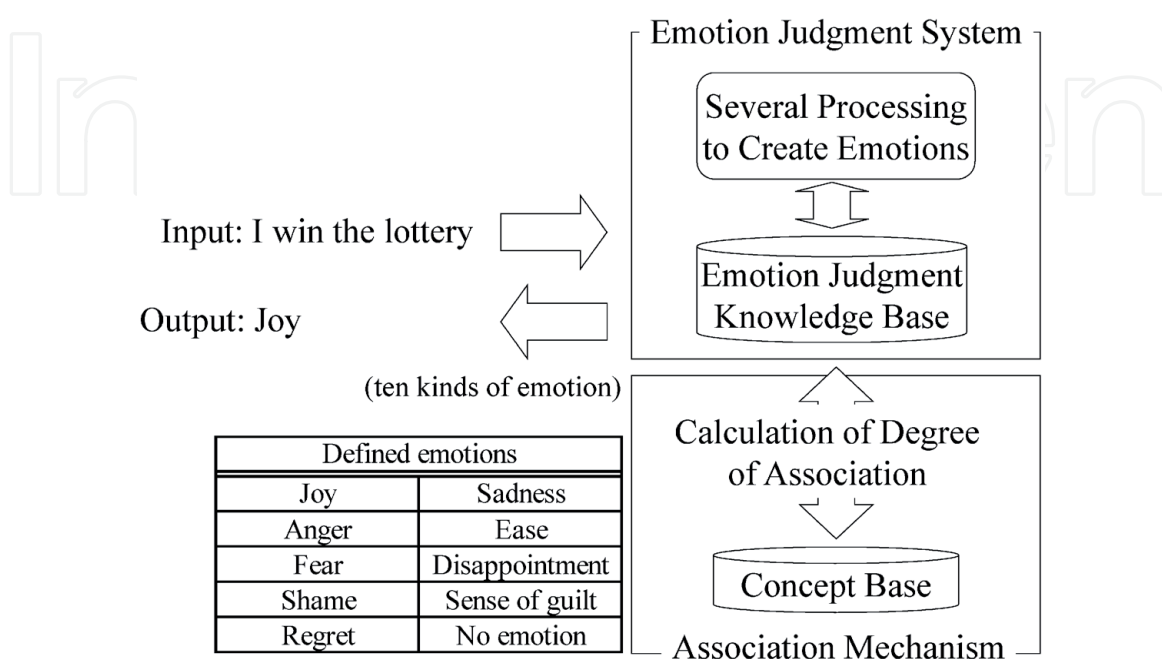 Emotion Judgment System
Several Processing
to Create Emotions
Input: I win the lottery
Emotion Judgment
Knowledge Base
Output: Joy
(ten kinds of emotion)
Defined emotions
Joy Sadness
Anger Ease
Fear Disappointment
Shame Sense of guilt
Regret No emotion
Calculation of Degree
of Association
Concept Base
Association Mechanism